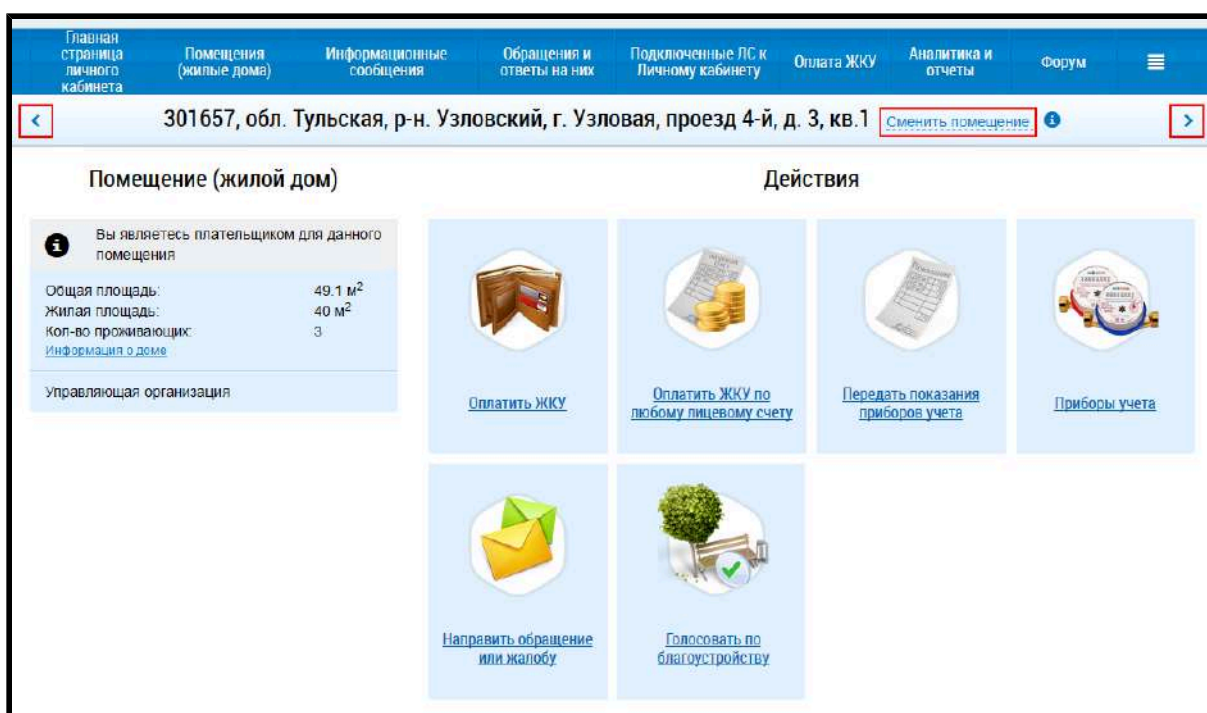 Главная
страница
личного
кабинета
Помещения
(жилые дома)
Информационные
сообщения
Обращения и
ответы на них
Подключенные ЛС к
Личному кабинету
Оплата ЖКУ
Аналитика и
отчеты
Форум
301657, обл. Тульская, р-н. Узловский, г. Узловая, проезд 4-й, д. 3, кв.1 Сменить помещение
Помещение (жилой дом)
Действия
Вы являетесь плательщиком для данного
помещения
Общая площадь: 49.1 м²
Жилая площадь: 40 м²
Кол-во проживающих: 3
Информация о доме
Управляющая организация
Оплатить ЖКУ
Оплатить ЖКУ по
любому лицевому счету
Передать показания
приборов учета
Приборы учета
Направить обращение
или жалобу
Голосовать по
благоустройству